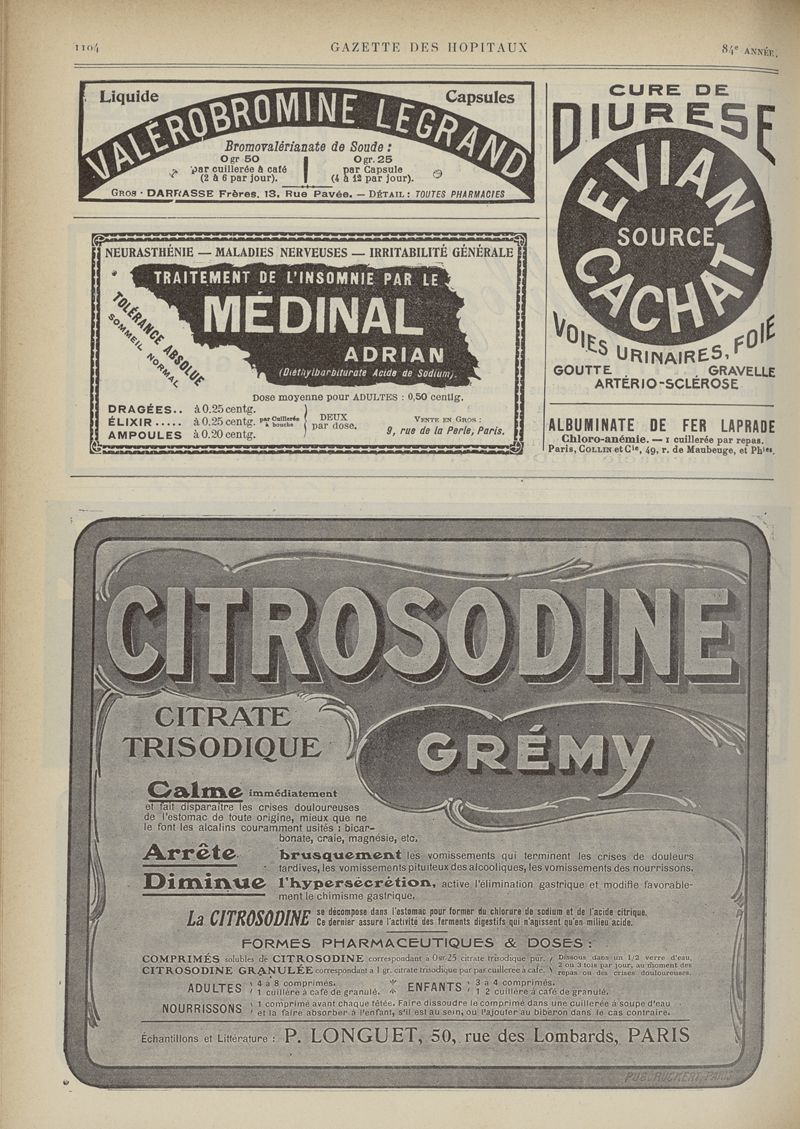 1104
GAZETTE DES HOPITAUX
84e ANNÉE.
Liquide
Capsules
VALÉROBROMINE LEGRAND
Bromovalérianate de Soude :
0 gr 50
par cuillerée à café
(2 à 6 par jour).
0 gr. 25
par Capsule
(4 à 12 par jour).
GROS · DARRASSE Frères, 13, Rue Pavée. — DÉTAIL : TOUTES PHARMACIES
NEURASTHÉNIE — MALADIES NERVEUSES — IRRITABILITÉ GÉNÉRALE
TRAITEMENT DE L'INSOMNIE PAR LE
MÉDINAL
ADRIAN
(Diéthylbarbiturate Acide de Sodium).
TOLÉRANCE ABSOLUE
SOMMEIL NORMAL
Dose moyenne pour ADULTES : 0,50 centig.
DRAGÉES.. à 0.25 centg.
ÉLIXIR..... à 0.25 centg. par Cuillerée à bouche
AMPOULES à 0.20 centg.
DEUX
par dose.
VENTE EN GROS :
9, rue de la Perle, Paris.
CURE DE
DIURESE
EVIAN
SOURCE
CACHAT
VOIES URINAIRES, FOIE
GOUTTE GRAVELLE
ARTÉRIO-SCLÉROSE
ALBUMINATE DE FER LAPRADE
Chloro-anémie. — 1 cuillerée par repas.
Paris, COLLIN et Cie, 49, r. de Maubeuge, et Phies.
CITROSODINE
CITRATE
TRISODIQUE
GRÉMY
Calme immédiatement
et fait disparaître les crises douloureuses
de l'estomac de toute origine, mieux que ne
le font les alcalins couramment usités : bicar-
bonate, craie, magnésie, etc.
Arrête brusquement les vomissements qui terminent les crises de douleurs
tardives, les vomissements pituiteux des alcooliques, les vomissements des nourrissons.
Diminue l'hypersécrétion, active l'élimination gastrique et modifie favorable-
ment le chimisme gastrique.
La CITROSODINE se décompose dans l'estomac pour former du chlorure de sodium et de l'acide citrique.
Ce dernier assure l'activité des ferments digestifs qui n'agissent qu'en milieu acide.
FORMES PHARMACEUTIQUES & DOSES :
COMPRIMÉS solubles de CITROSODINE correspondant à 0gr.25 citrate trisodique pur.
CITROSODINE GRANULÉE correspondant à 1 gr. citrate trisodique pur par cuillerée à café.
Dissous dans un 1/2 verre d'eau,
2 ou 3 fois par jour, au moment des
repas ou des crises douloureuses.
ADULTES
4 à 8 comprimés.
1 cuillère à café de granulé.
ENFANTS
3 à 4 comprimés.
1 2 cuillère à café de granulé.
NOURRISSONS
1 comprimé avant chaque tétée. Faire dissoudre le comprimé dans une cuillerée à soupe d'eau
et la faire absorber à l'enfant, s'il est au sein, ou l'ajouter au biberon dans le cas contraire.
Échantillons et Littérature : P. LONGUET, 50, rue des Lombards, PARIS
PUB. RUCKERT, PARIS